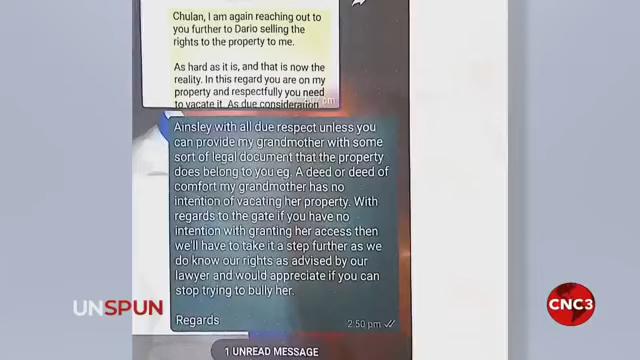 Chulan, I am again reaching out to
you further to Dario selling the
rights to the property to me.
As hard as it is, and that is now the
reality. In this regard you are on my
property and respectfully you need
to vacate it. As due consideration
pm
Ainsley with all due respect unless you
can provide my grandmother with some
sort of legal document that the property
does belong to you eg. A deed or deed of
comfort my grandmother has no
intention of vacating her property. With
regards to the gate if you have no
intention with granting her access then
we'll have to take it a step further as we
do know our rights as advised by our
lawyer and would appreciate if you can
stop trying to bully her.
Regards
2:50 pm
1 UNREAD MESSAGE
UNSPUN
CNC3